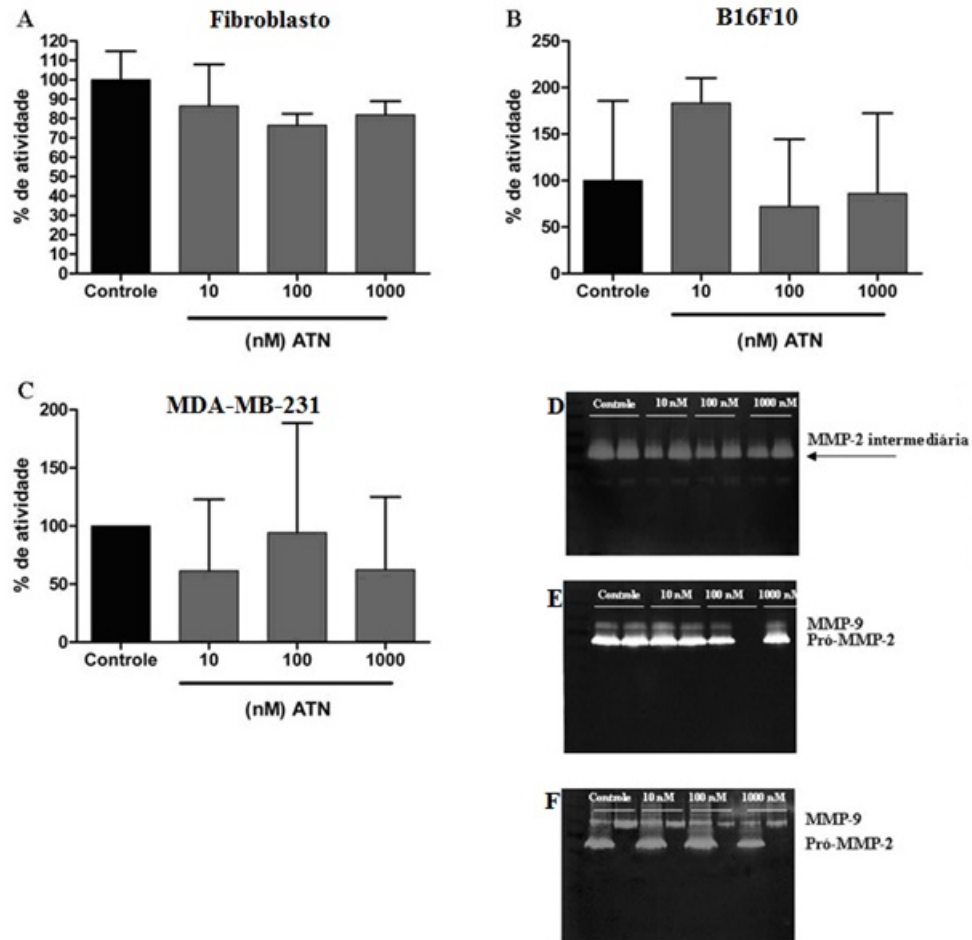 A
Fibroblasto
% de atividade
120
110
100
90
80
70
60
50
40
30
20
10
0
Controle 10 100 1000
(nM) ATN
B
B16F10
% de atividade
250
200
150
100
50
0
Controle 10 100 1000
(nM) ATN
C
MDA-MB-231
% de atividade
200
150
100
50
0
Controle 10 100 1000
(nM) ATN
D
Controle 10 nM 100 nM 1000 nM
MMP-2 intermediária
E
Controle 10 nM 100 nM 1000 nM
MMP-9
Pró-MMP-2
F
Controle 10 nM 100 nM 1000 nM
MMP-9
Pró-MMP-2